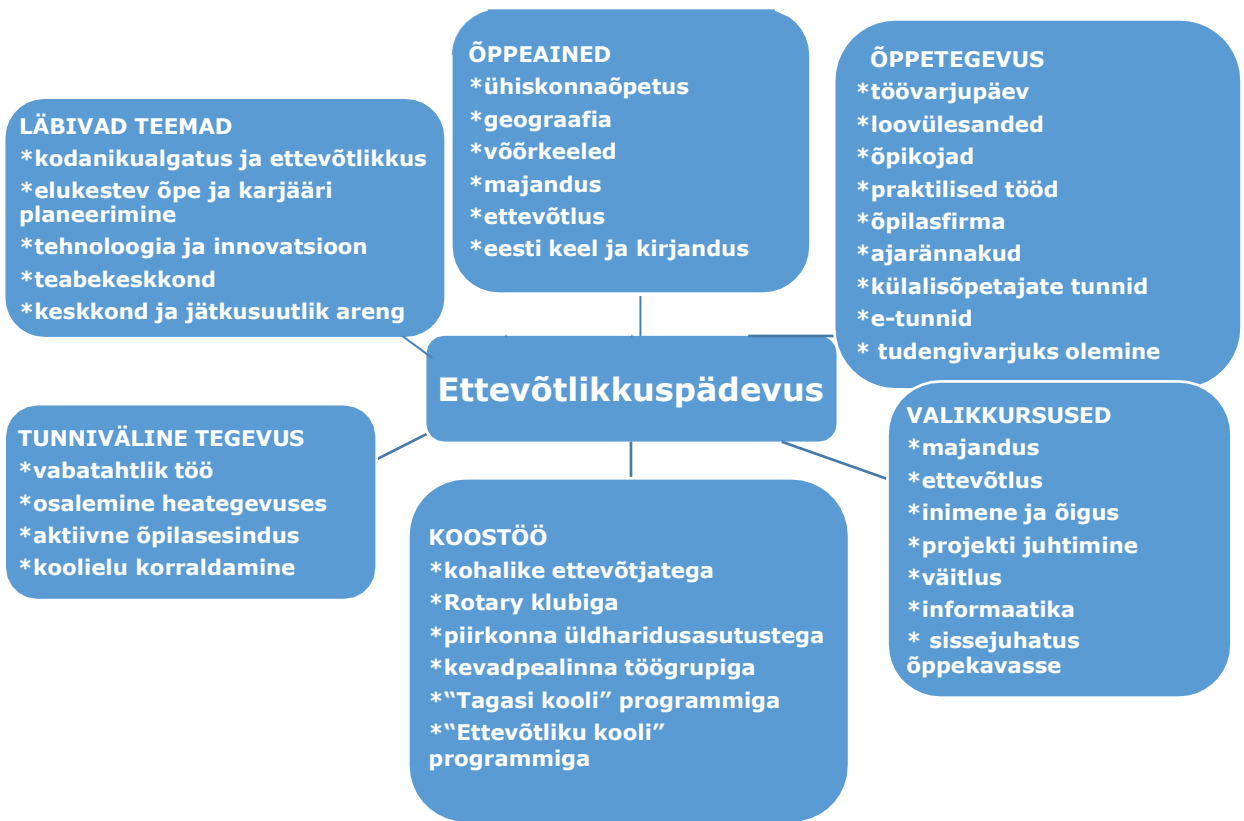 ÕPPEAINED
*ühiskonnaõpetus
*geograafia
*võõrkeeled
*majandus
*ettevõtlus
*eesti keel ja kirjandus
ÕPPETEGEVUS
*töövarjupäev
*loovülesanded
*õpikojad
*praktilised tööd
*õpilasfirma
*ajarännakud
*külalisõpetajate tunnid
*e-tunnid
* tudengivarjuks olemine
LÄBIVAD TEEMAD
*kodanikualgatus ja ettevõtlikkus
*elukestev õpe ja karjääri
planeerimine
*tehnoloogia ja innovatsioon
*teabekeskkond
*keskkond ja jätkusuutlik areng
Ettevõtlikkuspädevus
TUNNIVÄLINE TEGEVUS
*vabatahtlik töö
*osalemine heategevuses
*aktiivne õpilasesindus
*koolielu korraldamine
KOOSTÖÖ
*kohalike ettevõtjatega
*Rotary klubiga
*piirkonna üldharidusasutustega
*kevadpealinna töögrupiga
*“Tagasi kooli” programmiga
*“Ettevõtliku kooli”
programmiga
VALIKKURSUSED
*majandus
*ettevõtlus
*inimene ja õigus
*projekti juhtimine
*väitlus
*informaatika
* sissejuhatus
õppekavasse